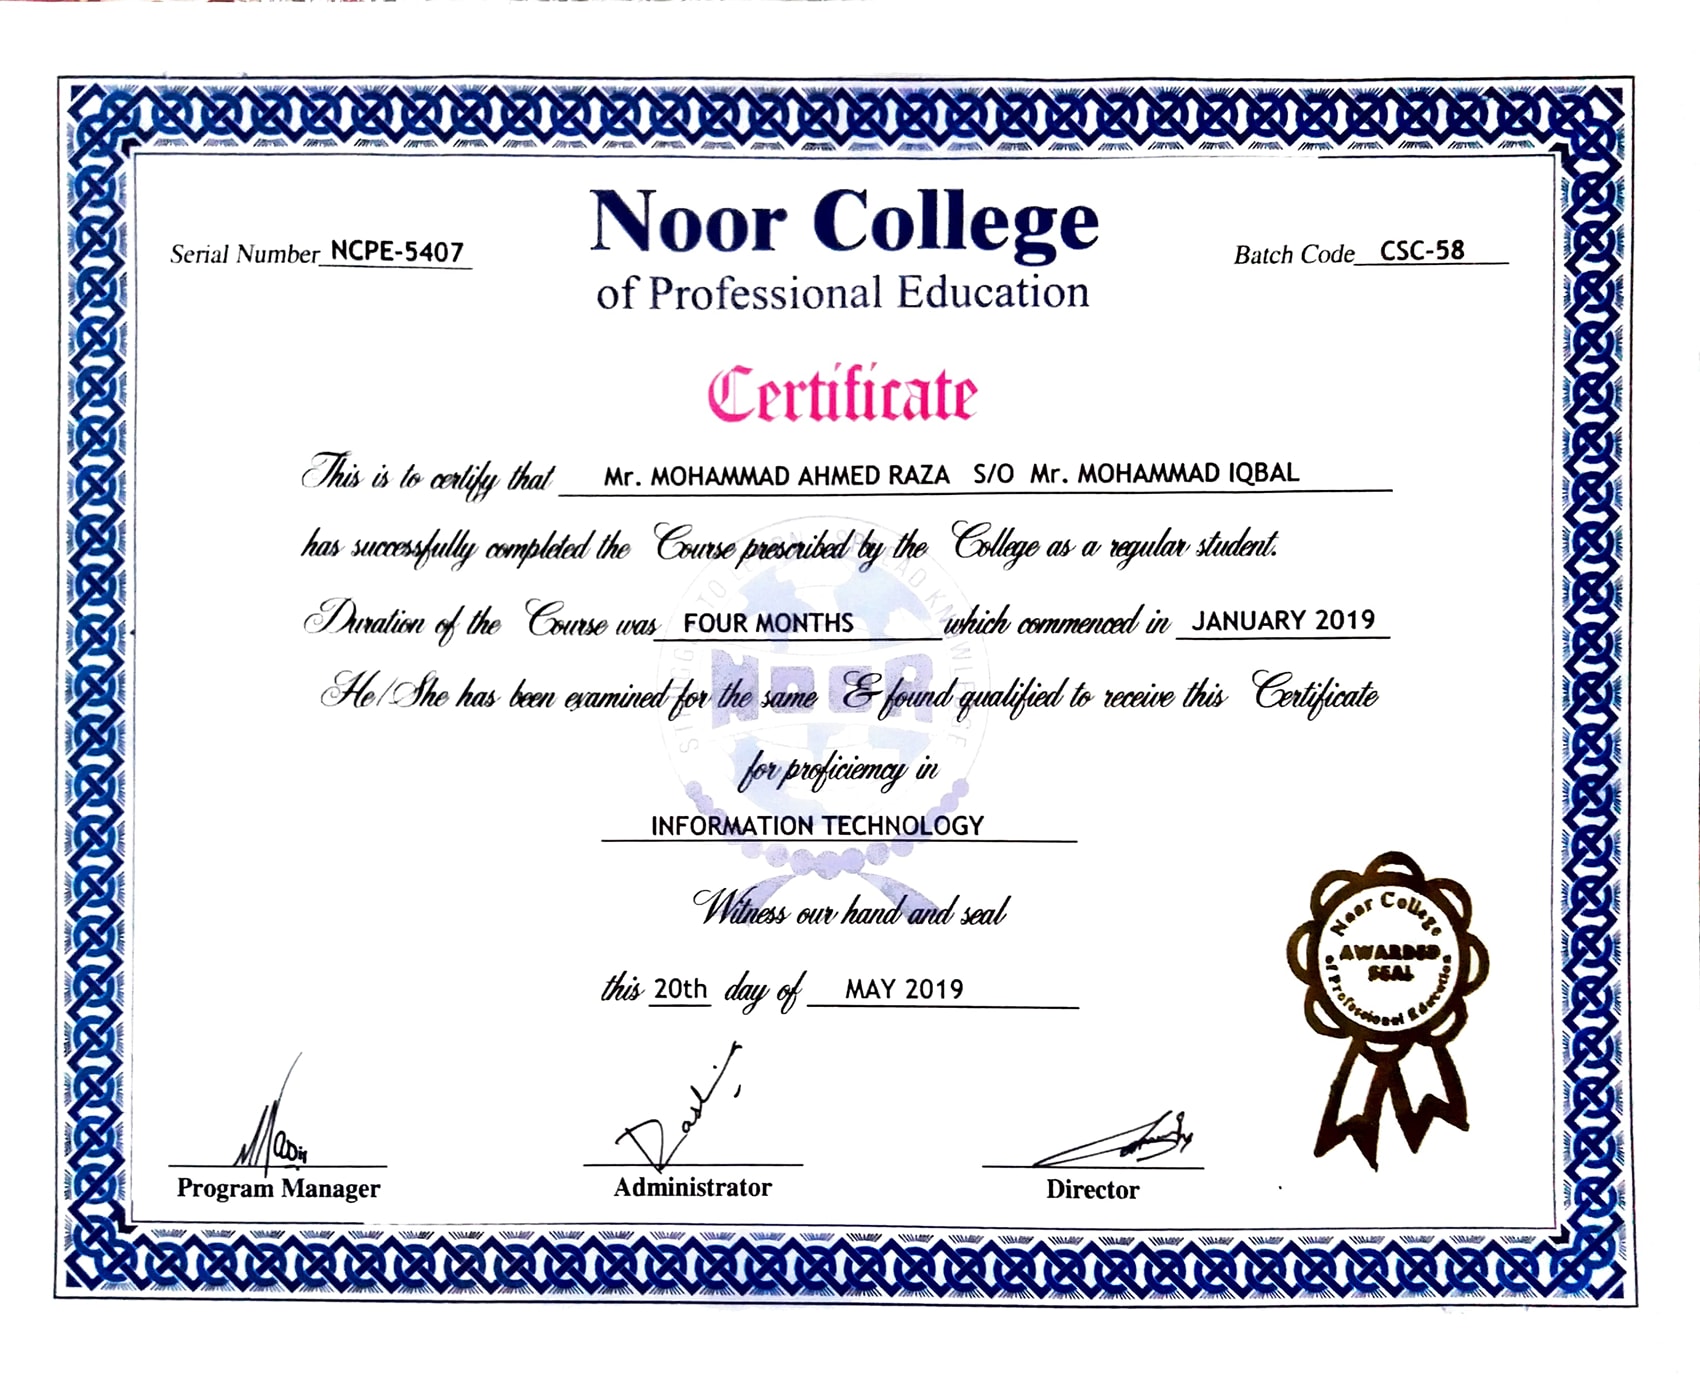 Noor College
of Professional Education
Serial Number NCPE-5407
Batch Code CSC-58
Certificate
This is to certify that Mr. MOHAMMAD AHMED RAZA S/O Mr. MOHAMMAD IQBAL
has successfully completed the Course prescribed by the College as a regular student.
Duration of the Course was FOUR MONTHS which commenced in JANUARY 2019
He/She has been examined for the same & found qualified to receive this Certificate
for proficiency in
INFORMATION TECHNOLOGY
Witness our hand and seal
this 20th day of MAY 2019
NOOR
Noor College
AWARDED
SEAL
of Professional Education
Program Manager
Administrator
Director